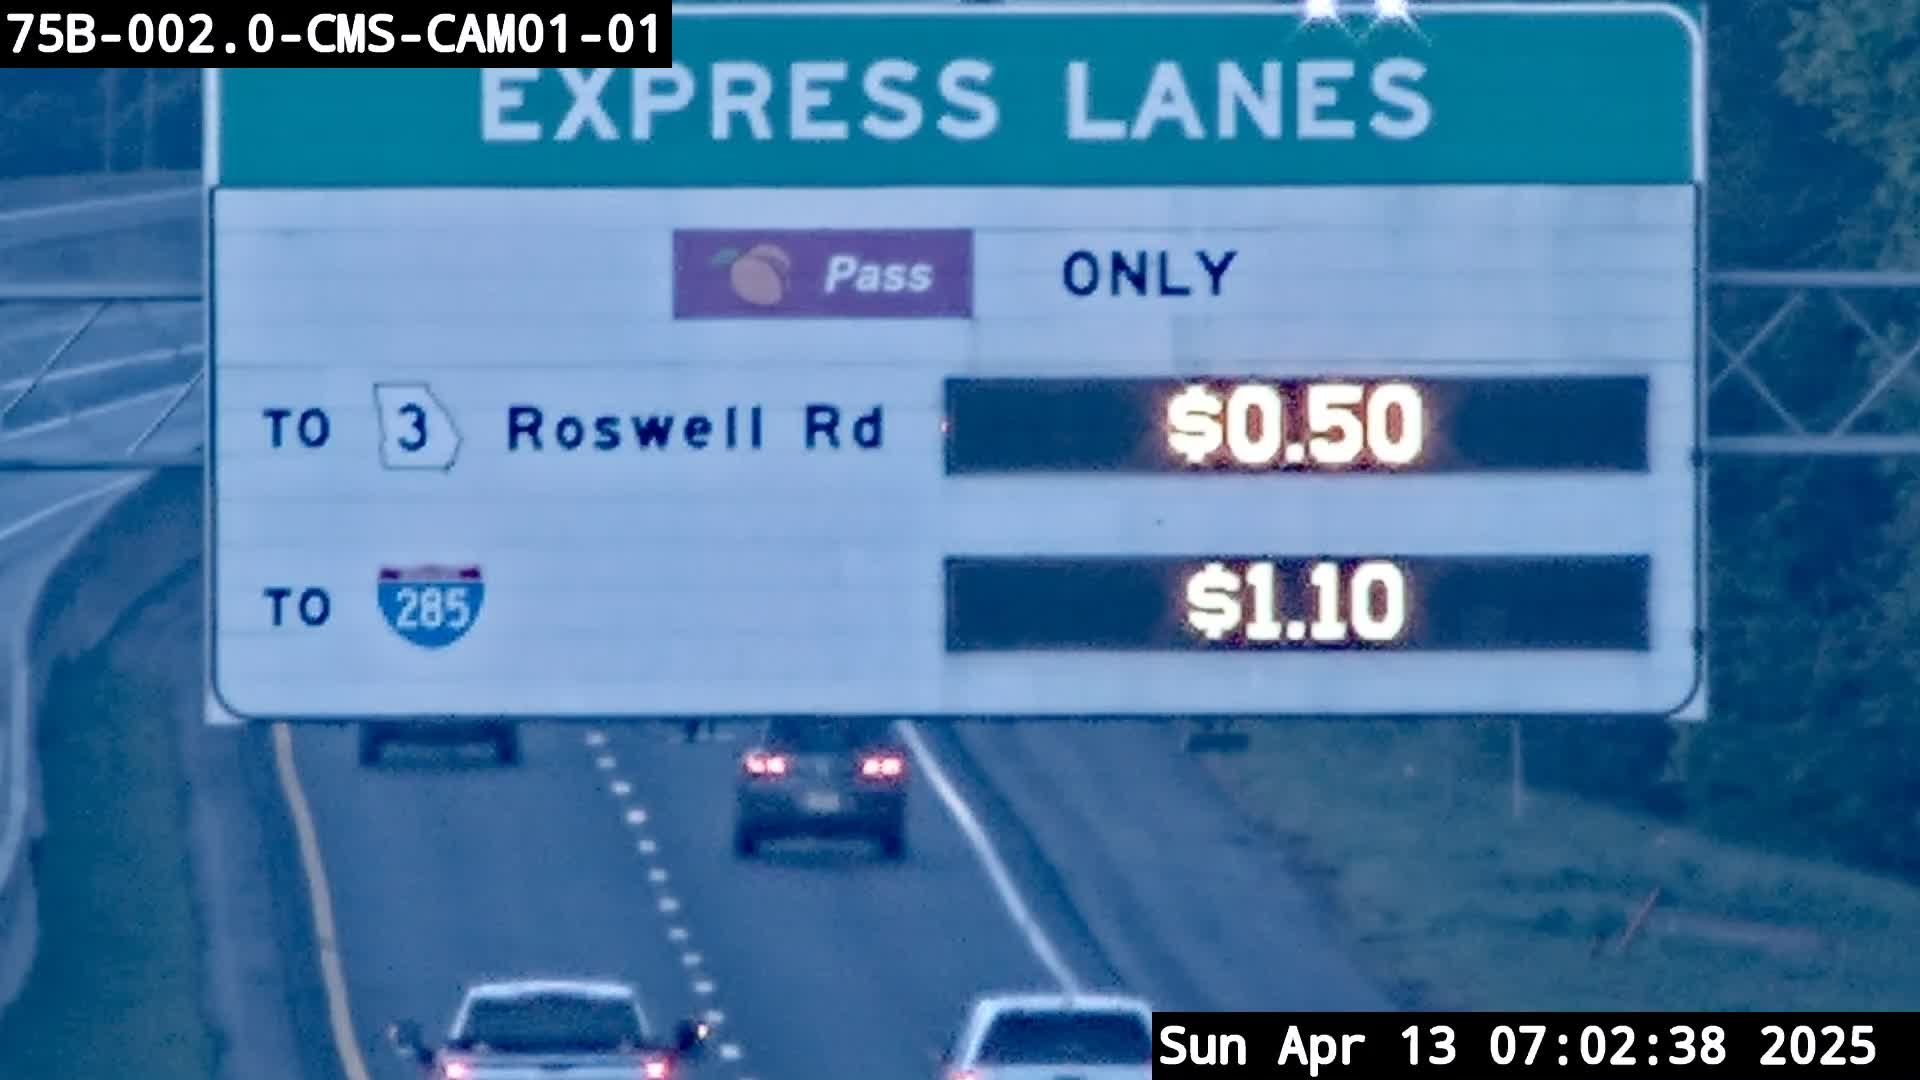 75B-002.0-CMS-CAM01-01
EXPRESS LANES
Pass ONLY
TO 3 Roswell Rd $0.50
TO 285 $1.10
Sun Apr 13 07:02:38 2025